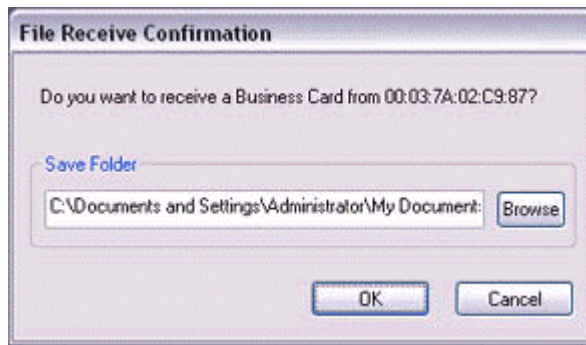 File Receive Confirmation
Do you want to receive a Business Card from 00:03:7A:02:C9:87?
Save Folder
C:\Documents and Settings\Administrator\My Document:
Browse
OK
Cancel